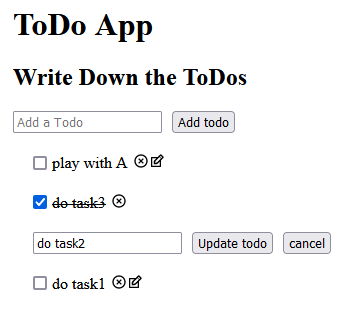 ToDo App
Write Down the ToDos
Add a Todo Add todo
play with A
do task3
do task2 Update todo cancel
do task1